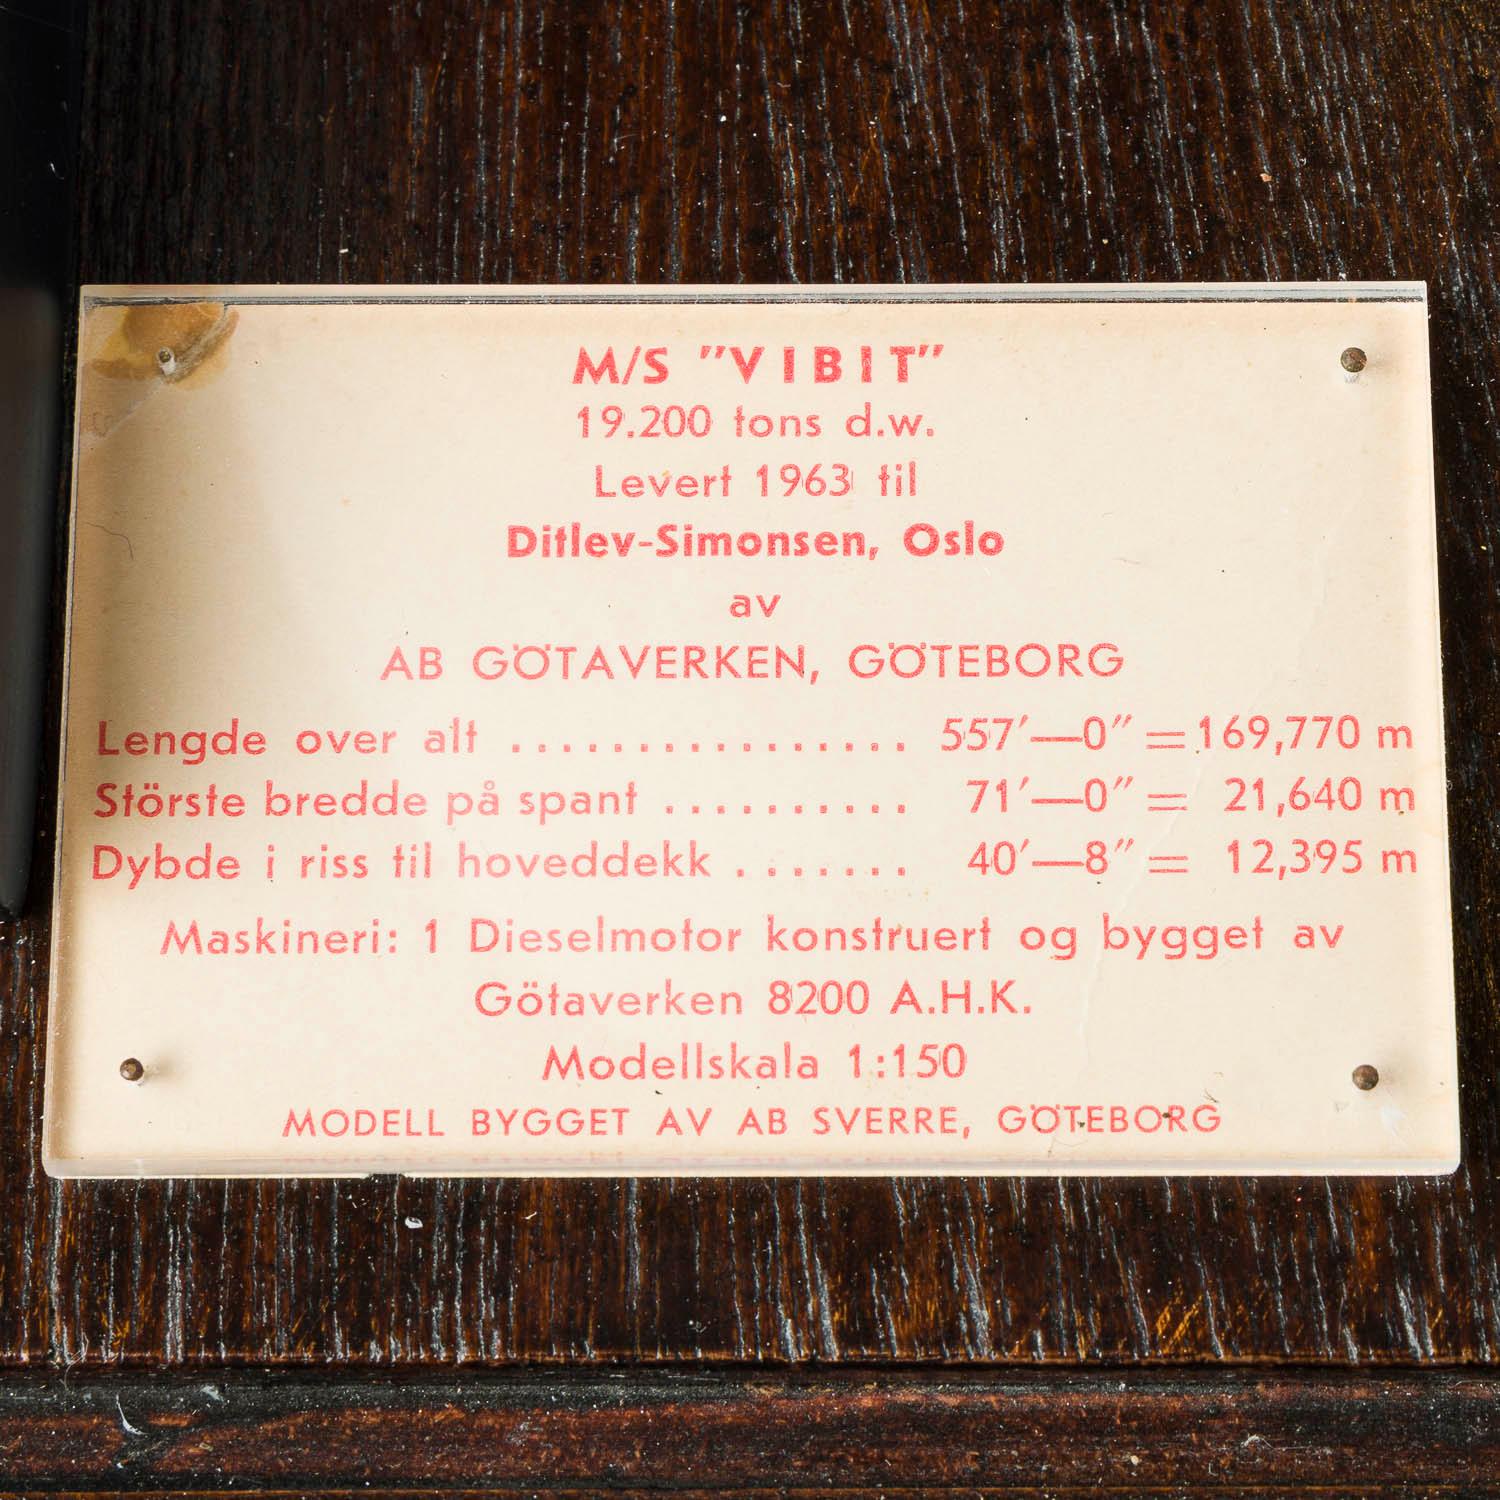 M/S "VIBIT"
19.200 tons d.w.
Levert 1963 til
Ditlev-Simonsen, Oslo
av
AB GÖTAVERKEN, GÖTEBORG
Lengde over alt ................. 557′—0″ = 169,770 m
Störste bredde på spant .......... 71′—0″ = 21,640 m
Dybde i riss til hoveddekk ....... 40′—8″ = 12,395 m
Maskineri: 1 Dieselmotor konstruert og bygget av
Götaverken 8200 A.H.K.
Modellskala 1:150
MODELL BYGGET AV AB SVERRE, GÖTEBORG